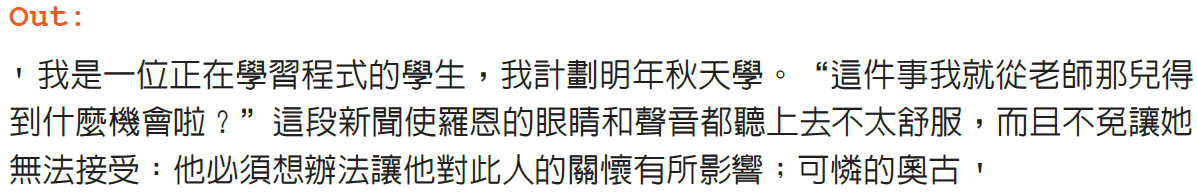 Out:
'我是一位正在學習程式的學生，我計劃明年秋天學。“這件事我就從老師那兒得
到什麼機會啦？”這段新聞使羅恩的眼睛和聲音都聽上去不太舒服，而且不免讓她
無法接受：他必須想辦法讓他對此人的關懷有所影響；可憐的奧古'